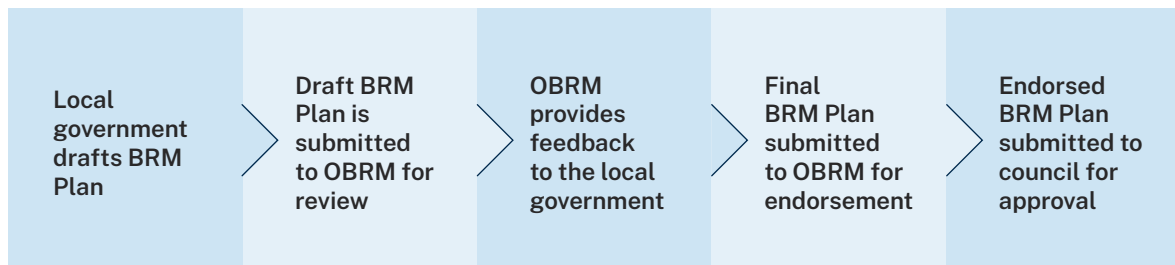 Local
government
drafts BRM
Plan
Draft BRM
Plan is
submitted
to OBRM for
review
OBRM
provides
feedback
to the local
government
Final
BRM Plan
submitted
to OBRM for
endorsement
Endorsed
BRM Plan
submitted to
council for
approval